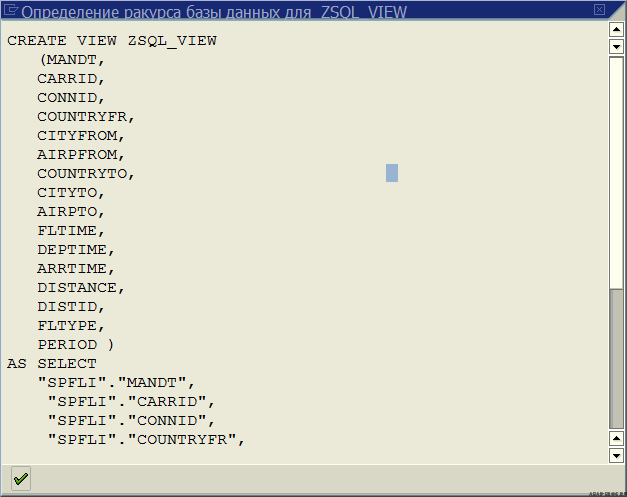 Определение ракурса базы данных для ZSQL_VIEW
CREATE VIEW ZSQL_VIEW
(MANDT,
CARRID,
CONNID,
COUNTRYFR,
CITYFROM,
AIRPFROM,
COUNTRYTO,
CITYTO,
AIRPTO,
FLTIME,
DEPTIME,
ARRTIME,
DISTANCE,
DISTID,
FLTYPE,
PERIOD )
AS SELECT
"SPFLI"."MANDT",
"SPFLI"."CARRID",
"SPFLI"."CONNID",
"SPFLI"."COUNTRYFR",